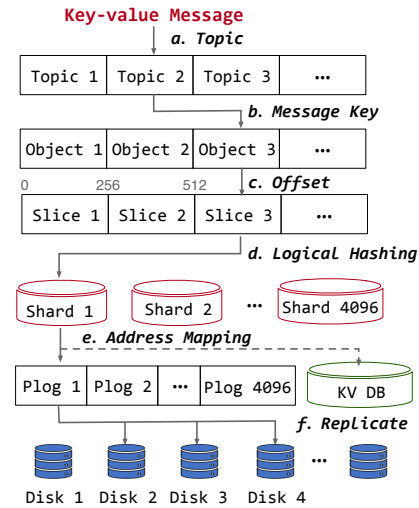 Key-value Message
a. Topic
Topic 1 Topic 2 Topic 3 ...
b. Message Key
Object 1 Object 2 Object 3 ...
0 256 512 c. Offset
Slice 1 Slice 2 Slice 3 ...
d. Logical Hashing
Shard 1 Shard 2 ... Shard 4096
e. Address Mapping
Plog 1 Plog 2 ... Plog 4096 KV DB
f. Replicate
...
Disk 1 Disk 2 Disk 3 Disk 4